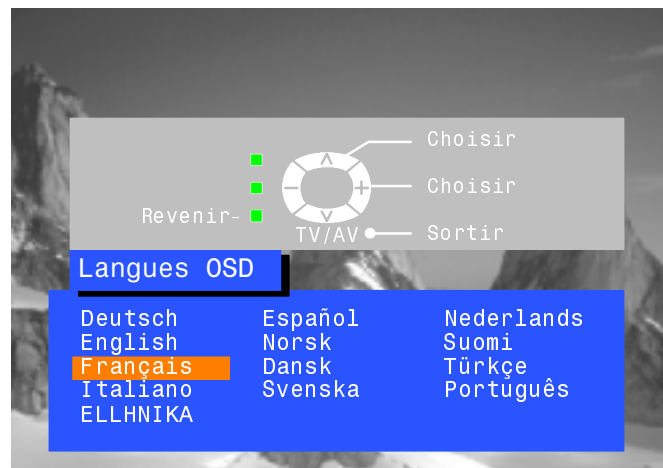 Choisir
Choisir
Revenir-
TV/AV Sortir
Langues OSD
Deutsch Español Nederlands
English Norsk Suomi
Français Dansk Türkçe
Italiano Svenska Português
ELLHNIKA